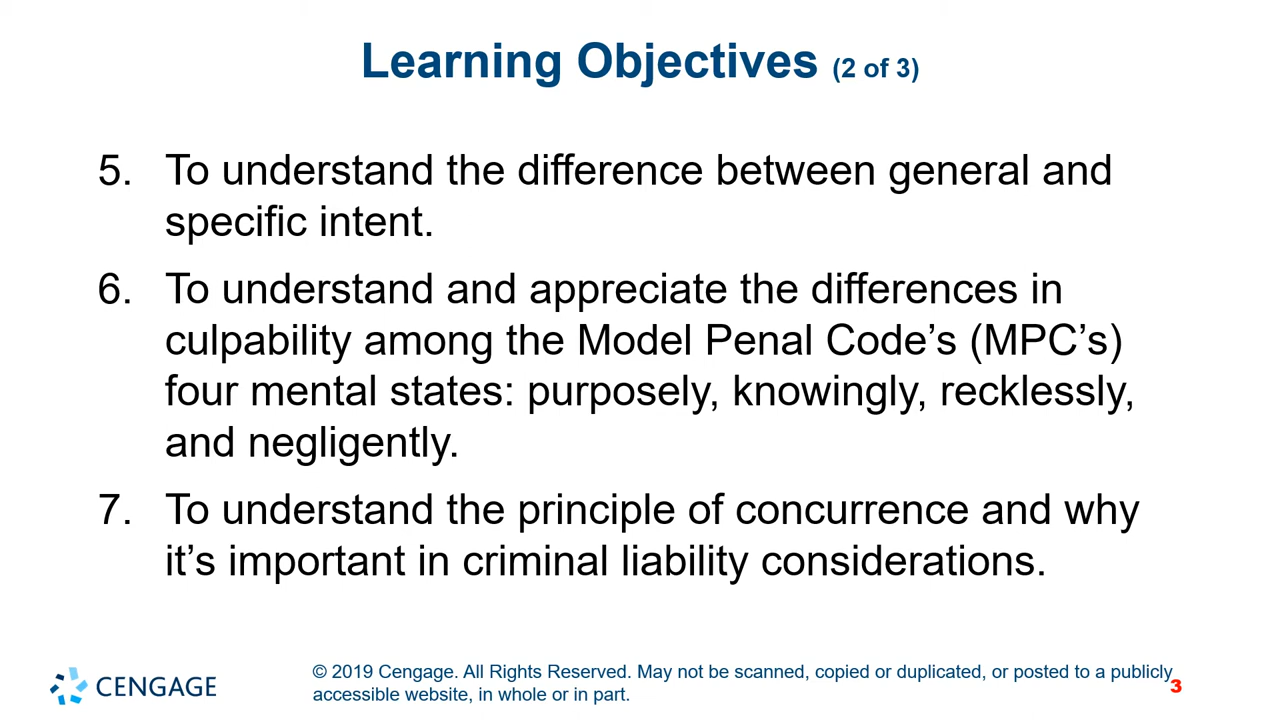 Learning Objectives (2 of 3)
5. To understand the difference between general and
specific intent.
6. To understand and appreciate the differences in
culpability among the Model Penal Code’s (MPC’s)
four mental states: purposely, knowingly, recklessly,
and negligently.
7. To understand the principle of concurrence and why
it’s important in criminal liability considerations.
CENGAGE
© 2019 Cengage. All Rights Reserved. May not be scanned, copied or duplicated, or posted to a publicly
accessible website, in whole or in part.
3